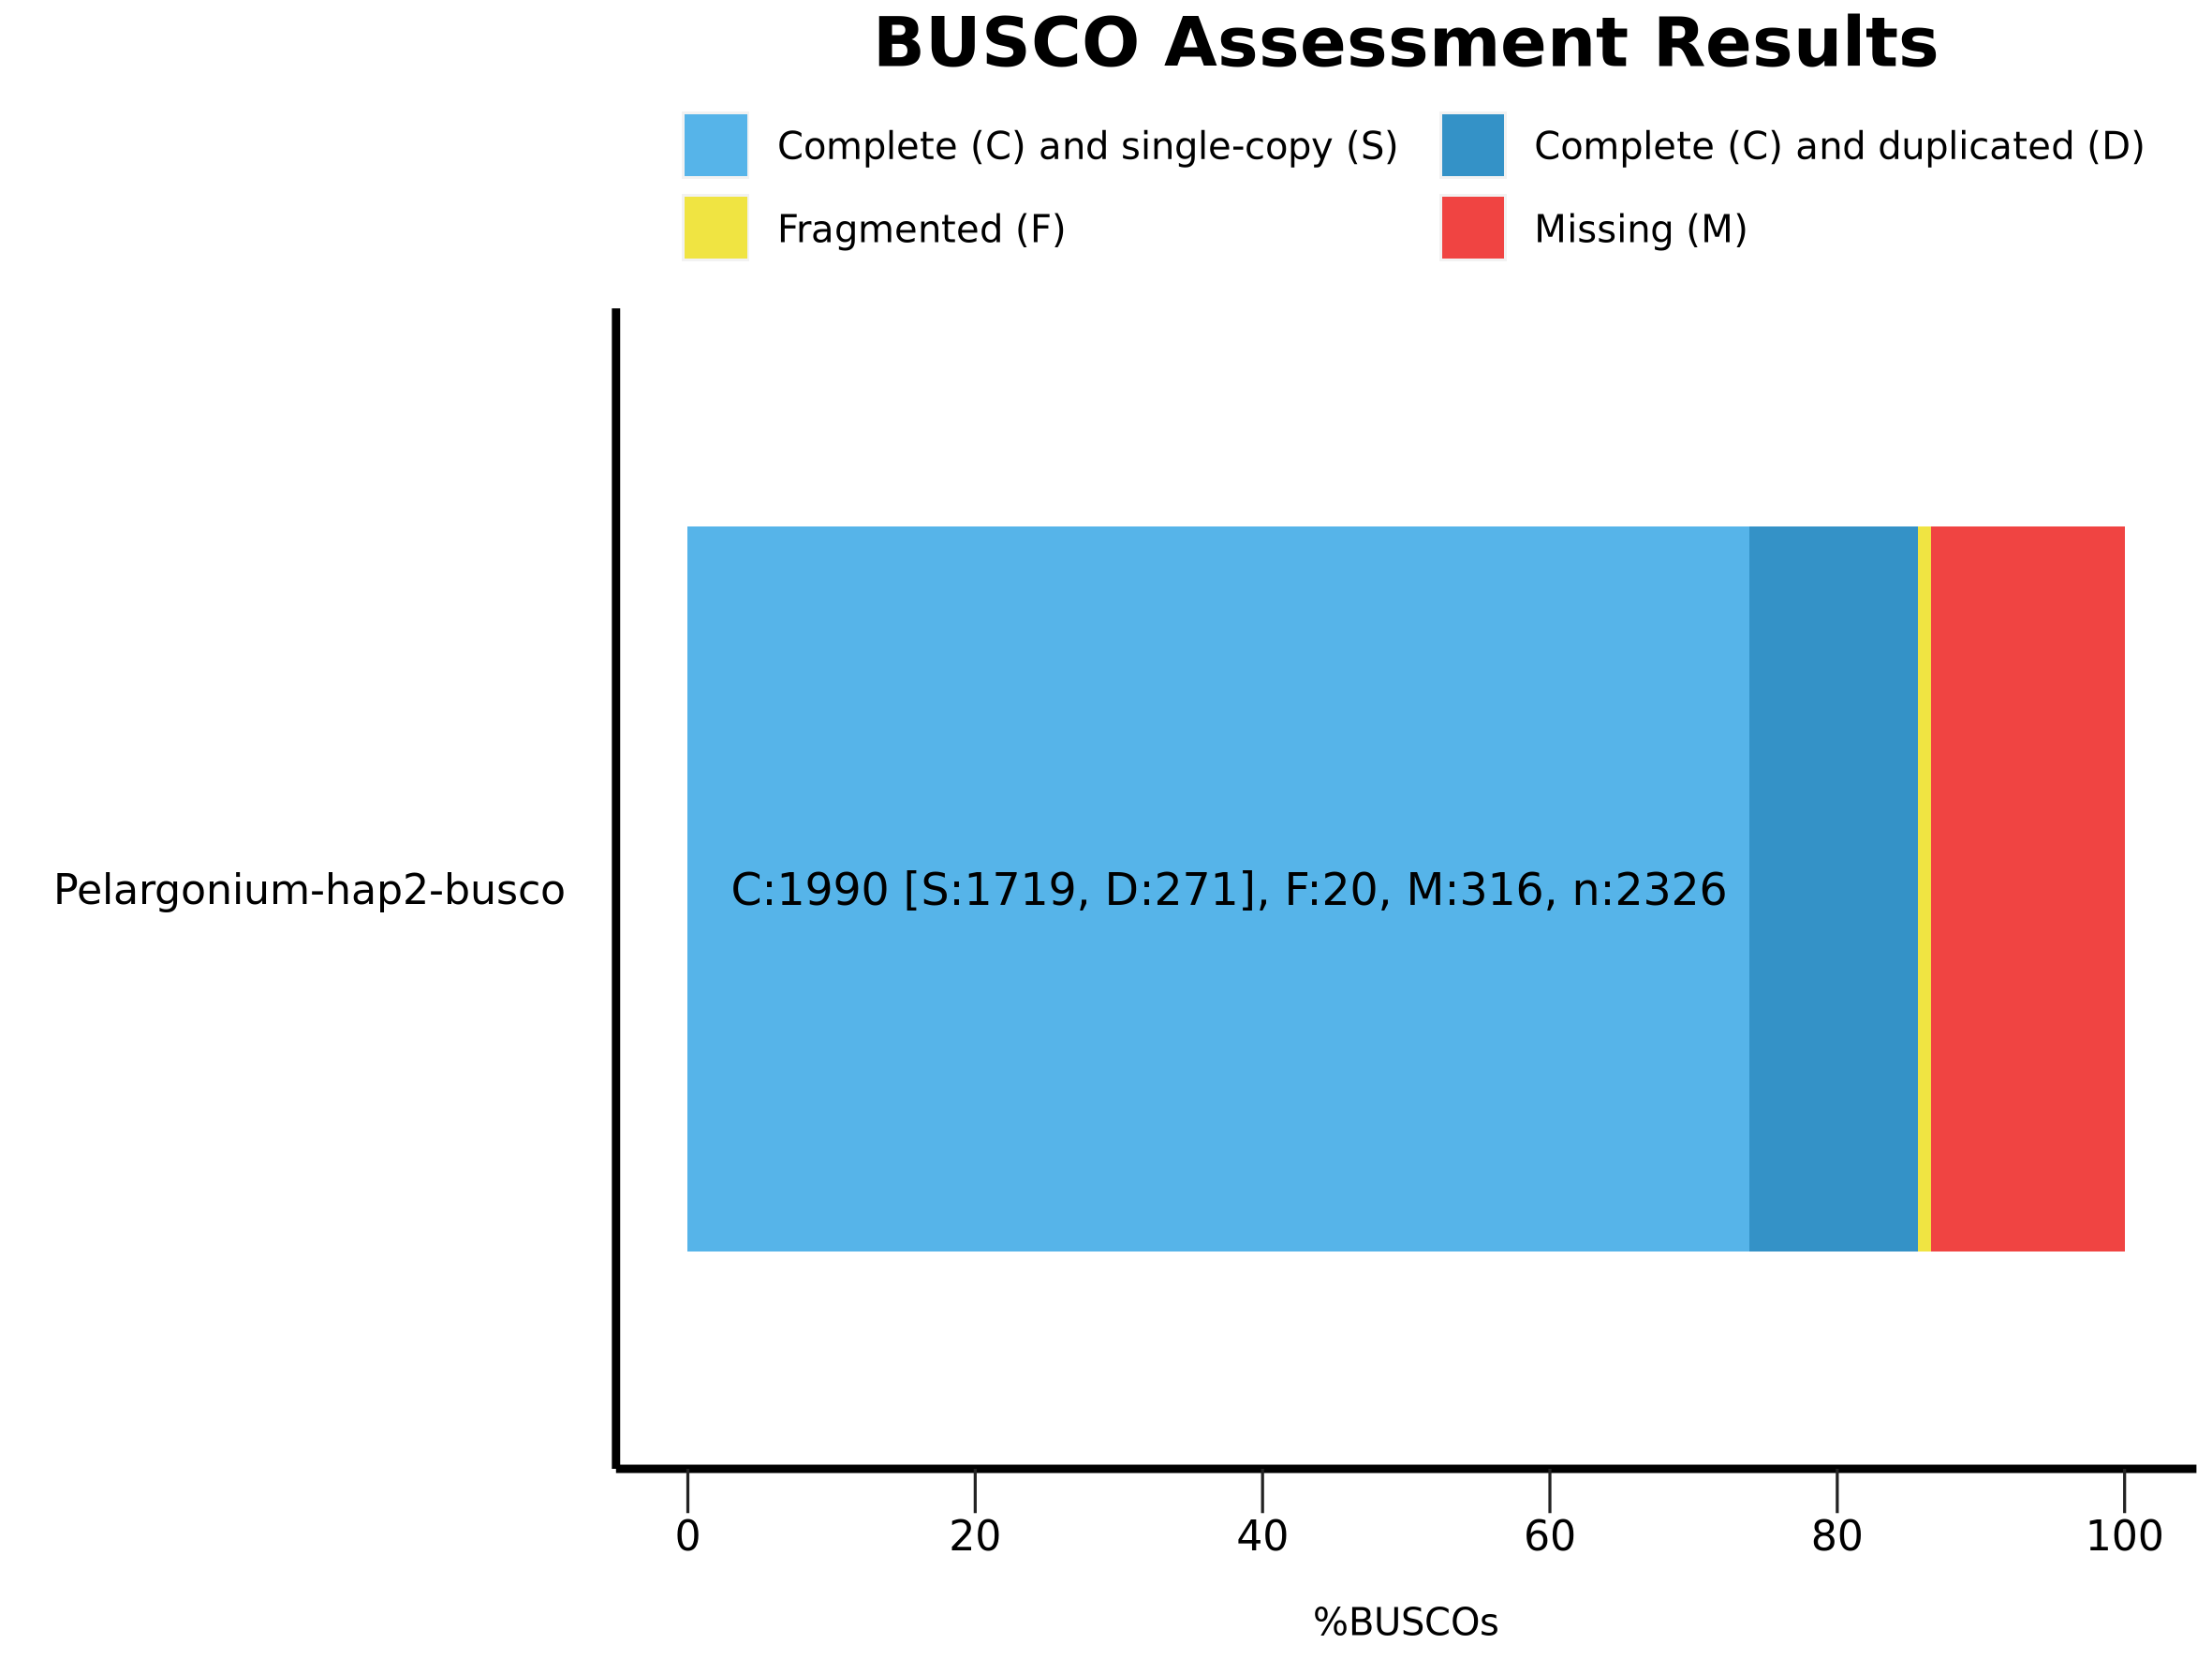 BUSCO Assessment Results
Complete (C) and single-copy (S)
Complete (C) and duplicated (D)
Fragmented (F)
Missing (M)
Pelargonium-hap2-busco
C:1990 [S:1719, D:271], F:20, M:316, n:2326
0
20
40
60
80
100
%BUSCOs